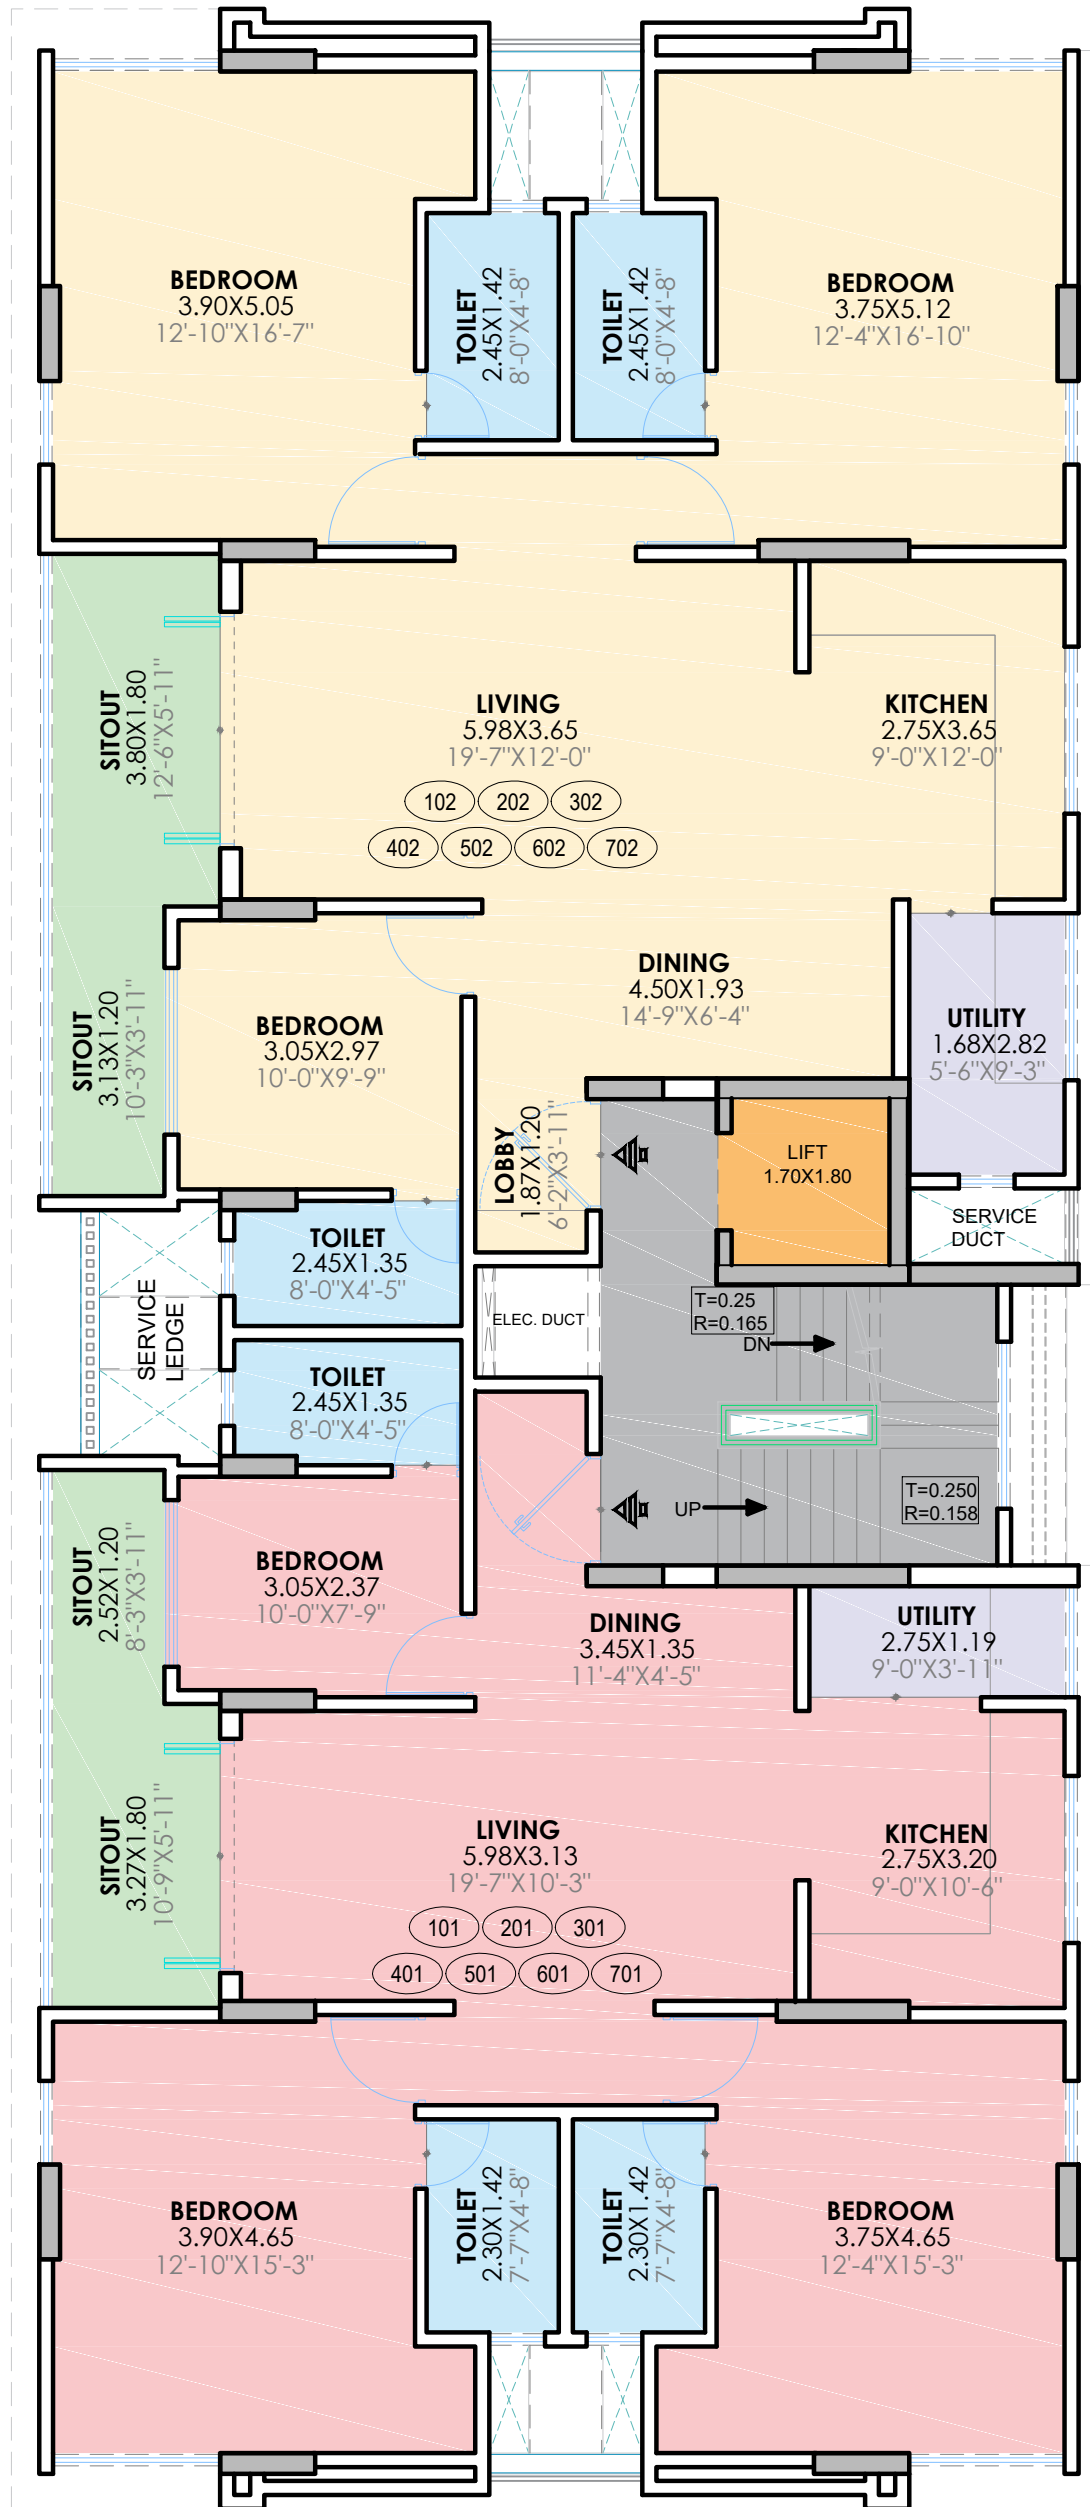 BEDROOM
3.90X5.05
12'-10"X16'-7"
TOILET
2.45X1.42
8'-0"X4'-8"
TOILET
2.45X1.42
8'-0"X4'-8"
BEDROOM
3.75X5.12
12'-4"X16'-10"
SITOUT
3.80X1.80
12'-6"X5'-11"
LIVING
5.98X3.65
19'-7"X12'-0"
KITCHEN
2.75X3.65
9'-0"X12'-0"
102 202 302
402 502 602 702
SITOUT
3.13X1.20
10'-3"X3'-11"
BEDROOM
3.05X2.97
10'-0"X9'-9"
DINING
4.50X1.93
14'-9"X6'-4"
UTILITY
1.68X2.82
5'-6"X9'-3"
LOBBY
1.87X1.20
6'-2"X3'-11"
LIFT
1.70X1.80
SERVICE
DUCT
TOILET
2.45X1.35
8'-0"X4'-5"
SERVICE
LEDGE
ELEC. DUCT
T=0.25
R=0.165
DN
TOILET
2.45X1.35
8'-0"X4'-5"
UP
T=0.250
R=0.158
SITOUT
2.52X1.20
8'-3"X3'-11"
BEDROOM
3.05X2.37
10'-0"X7'-9"
DINING
3.45X1.35
11'-4"X4'-5"
UTILITY
2.75X1.19
9'-0"X3'-11"
SITOUT
3.27X1.80
10'-9"X5'-11"
LIVING
5.98X3.13
19'-7"X10'-3"
KITCHEN
2.75X3.20
9'-0"X10'-6"
101 201 301
401 501 601 701
BEDROOM
3.90X4.65
12'-10"X15'-3"
TOILET
2.30X1.42
7'-7"X4'-8"
TOILET
2.30X1.42
7'-7"X4'-8"
BEDROOM
3.75X4.65
12'-4"X15'-3"